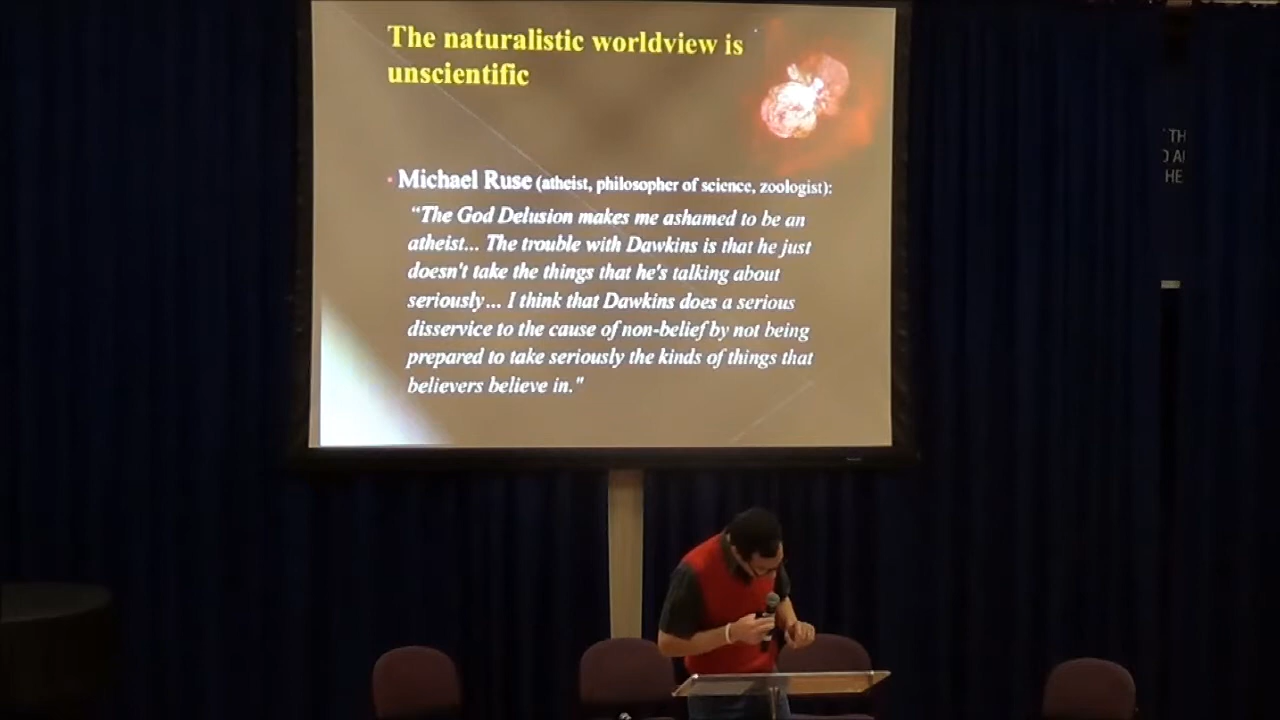 The naturalistic worldview is
unscientific
· Michael Ruse (atheist, philosopher of science, zoologist):
“The God Delusion makes me ashamed to be an
atheist... The trouble with Dawkins is that he just
doesn't take the things that he's talking about
seriously... I think that Dawkins does a serious
disservice to the cause of non-belief by not being
prepared to take seriously the kinds of things that
believers believe in."
TH
HE